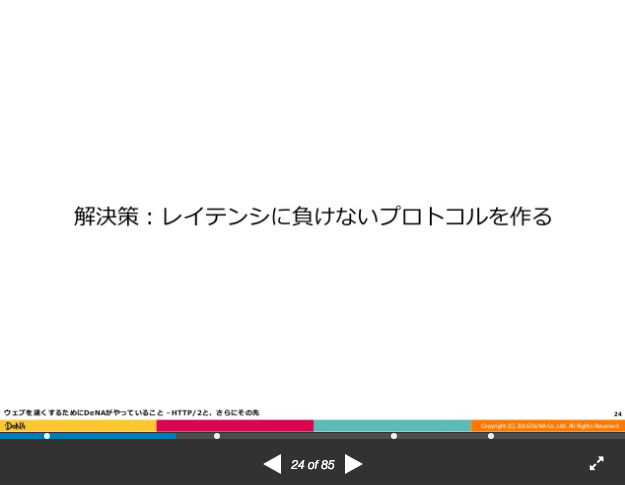 解決策：レイテンシに負けないプロトコルを作る
ウェブを速くするためにDeNAがやっていること - HTTP/2と、さらにその先
24
DeNA
Copyright (C) 2016 DeNA Co.,Ltd. All Rights Reserved.
24 of 85